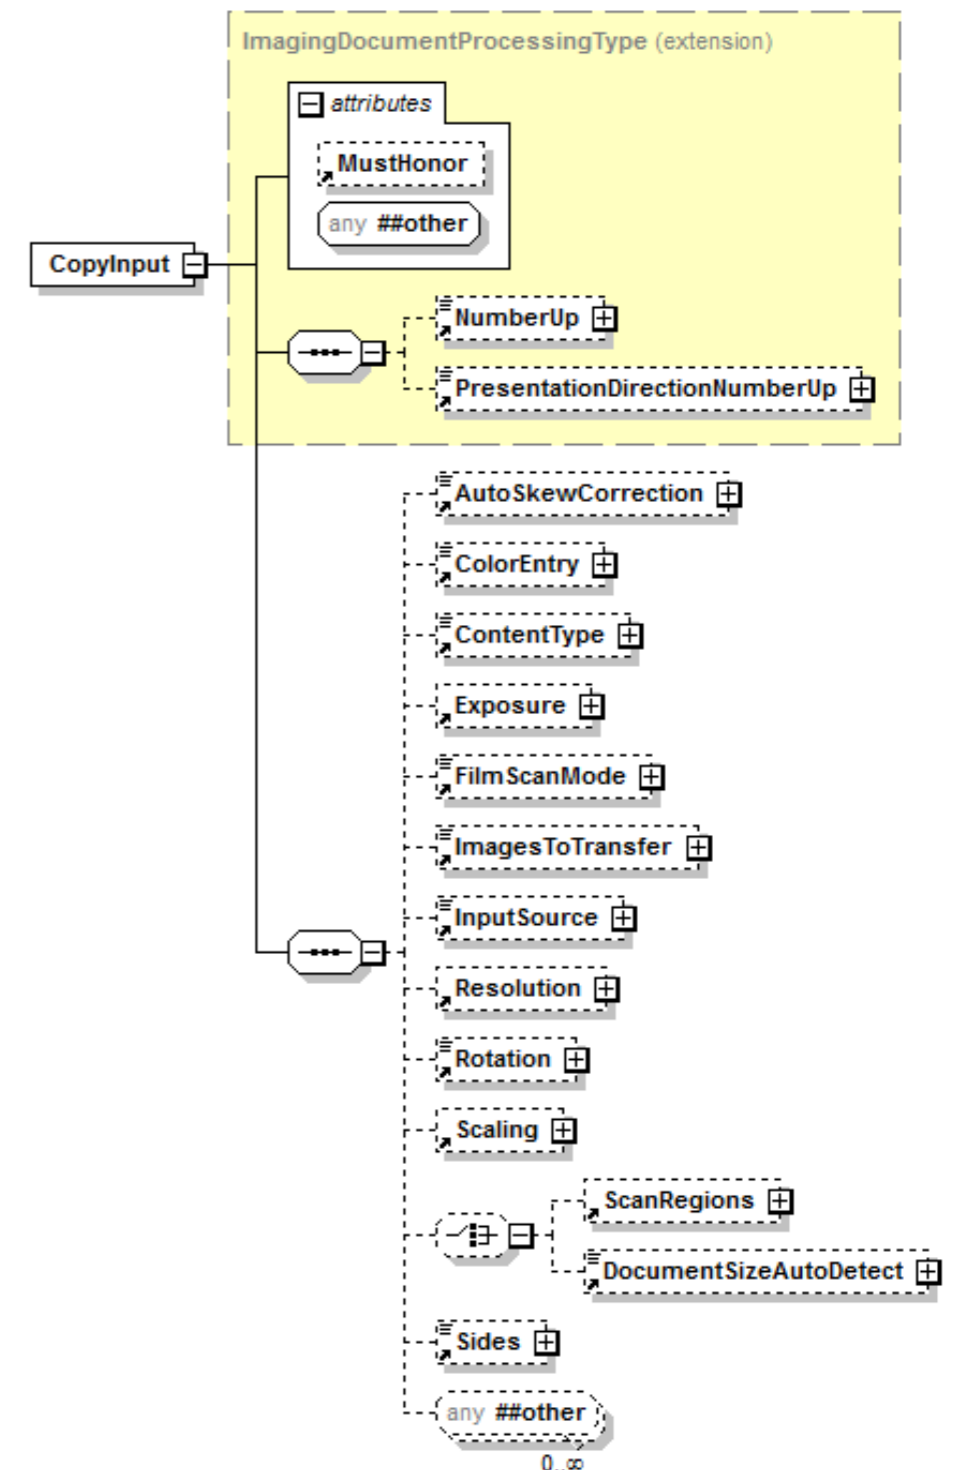 ImagingDocumentProcessingType (extension)
attributes
MustHonor
any ##other
CopyInput
NumberUp
PresentationDirectionNumberUp
AutoSkewCorrection
ColorEntry
ContentType
Exposure
FilmScanMode
ImagesToTransfer
InputSource
Resolution
Rotation
Scaling
ScanRegions
DocumentSizeAutoDetect
Sides
any ##other
0..∞